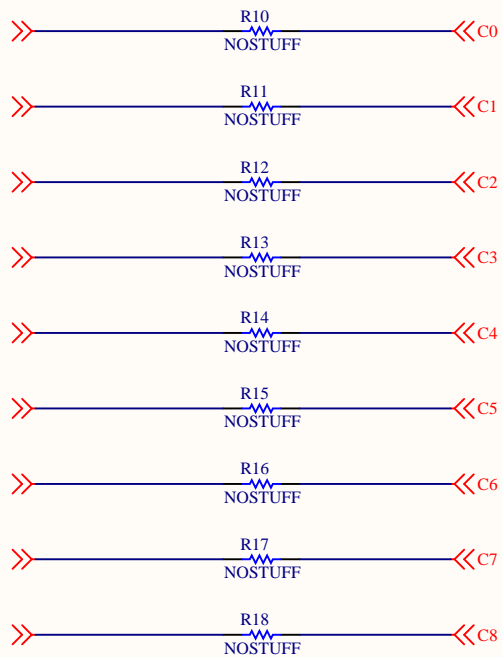 R10
C0
NOSTUFF
R11
C1
NOSTUFF
R12
C2
NOSTUFF
R13
C3
NOSTUFF
R14
C4
NOSTUFF
R15
C5
NOSTUFF
R16
C6
NOSTUFF
R17
C7
NOSTUFF
R18
C8
NOSTUFF